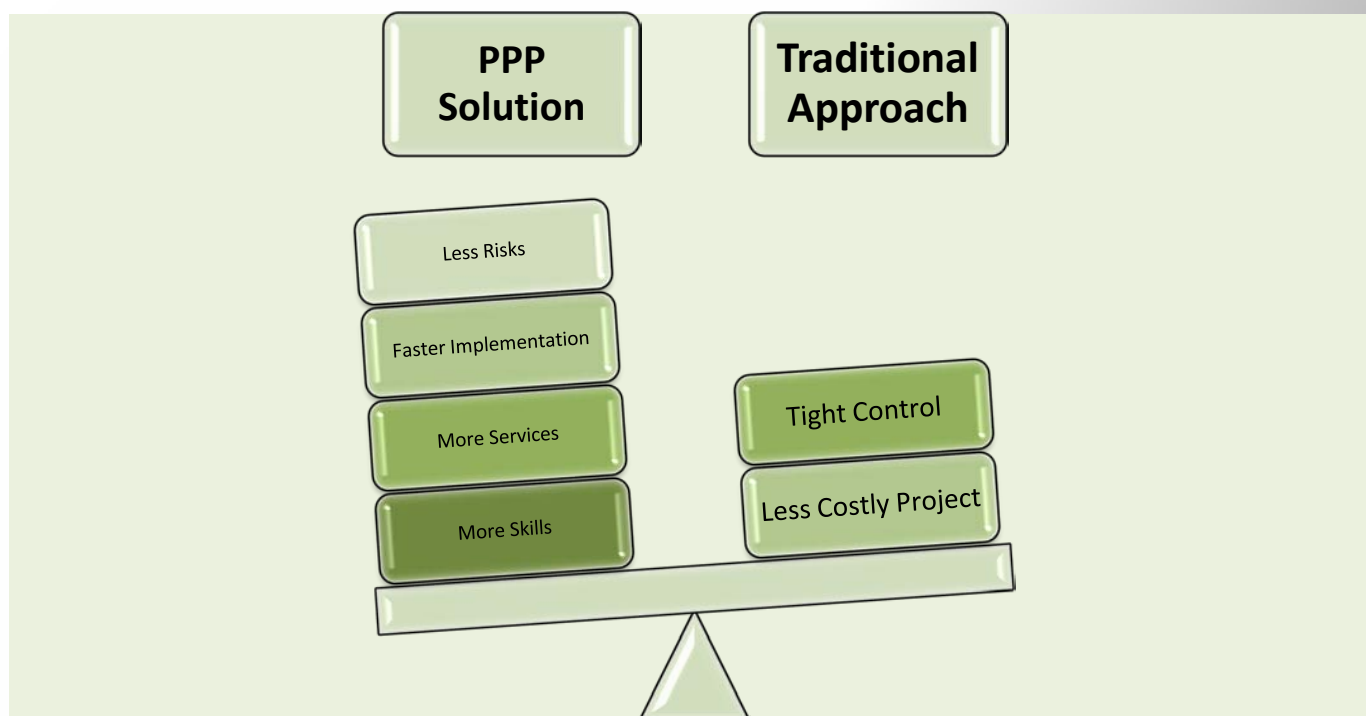 PPP
Solution
Traditional
Approach
Less Risks
Faster Implementation
More Services
More Skills
Tight Control
Less Costly Project